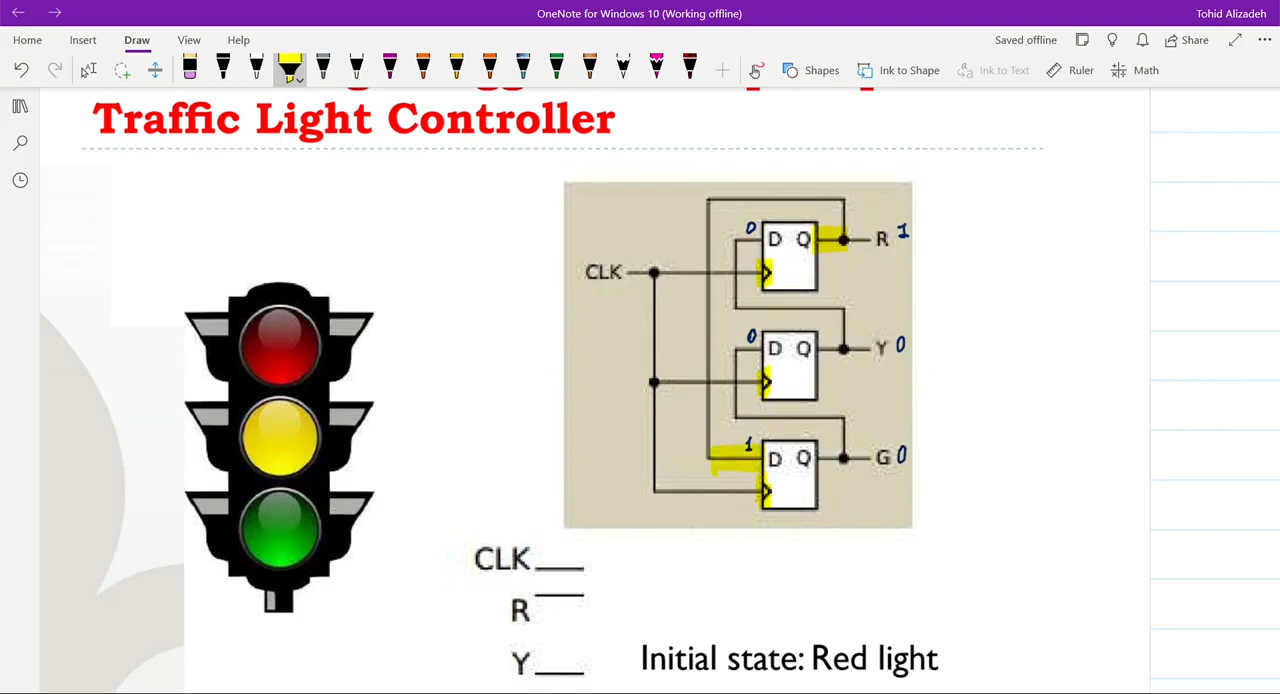 OneNote for Windows 10 (Working offline)
Tohid Alizadeh
Home Insert Draw View Help
Saved offline
Share
Shapes
Ink to Shape
Ink to Text
Ruler
Math
Traffic Light Controller
0 D Q R 1
CLK
0 D Q Y 0
1 D Q G 0
CLK
R
Y
Initial state: Red light